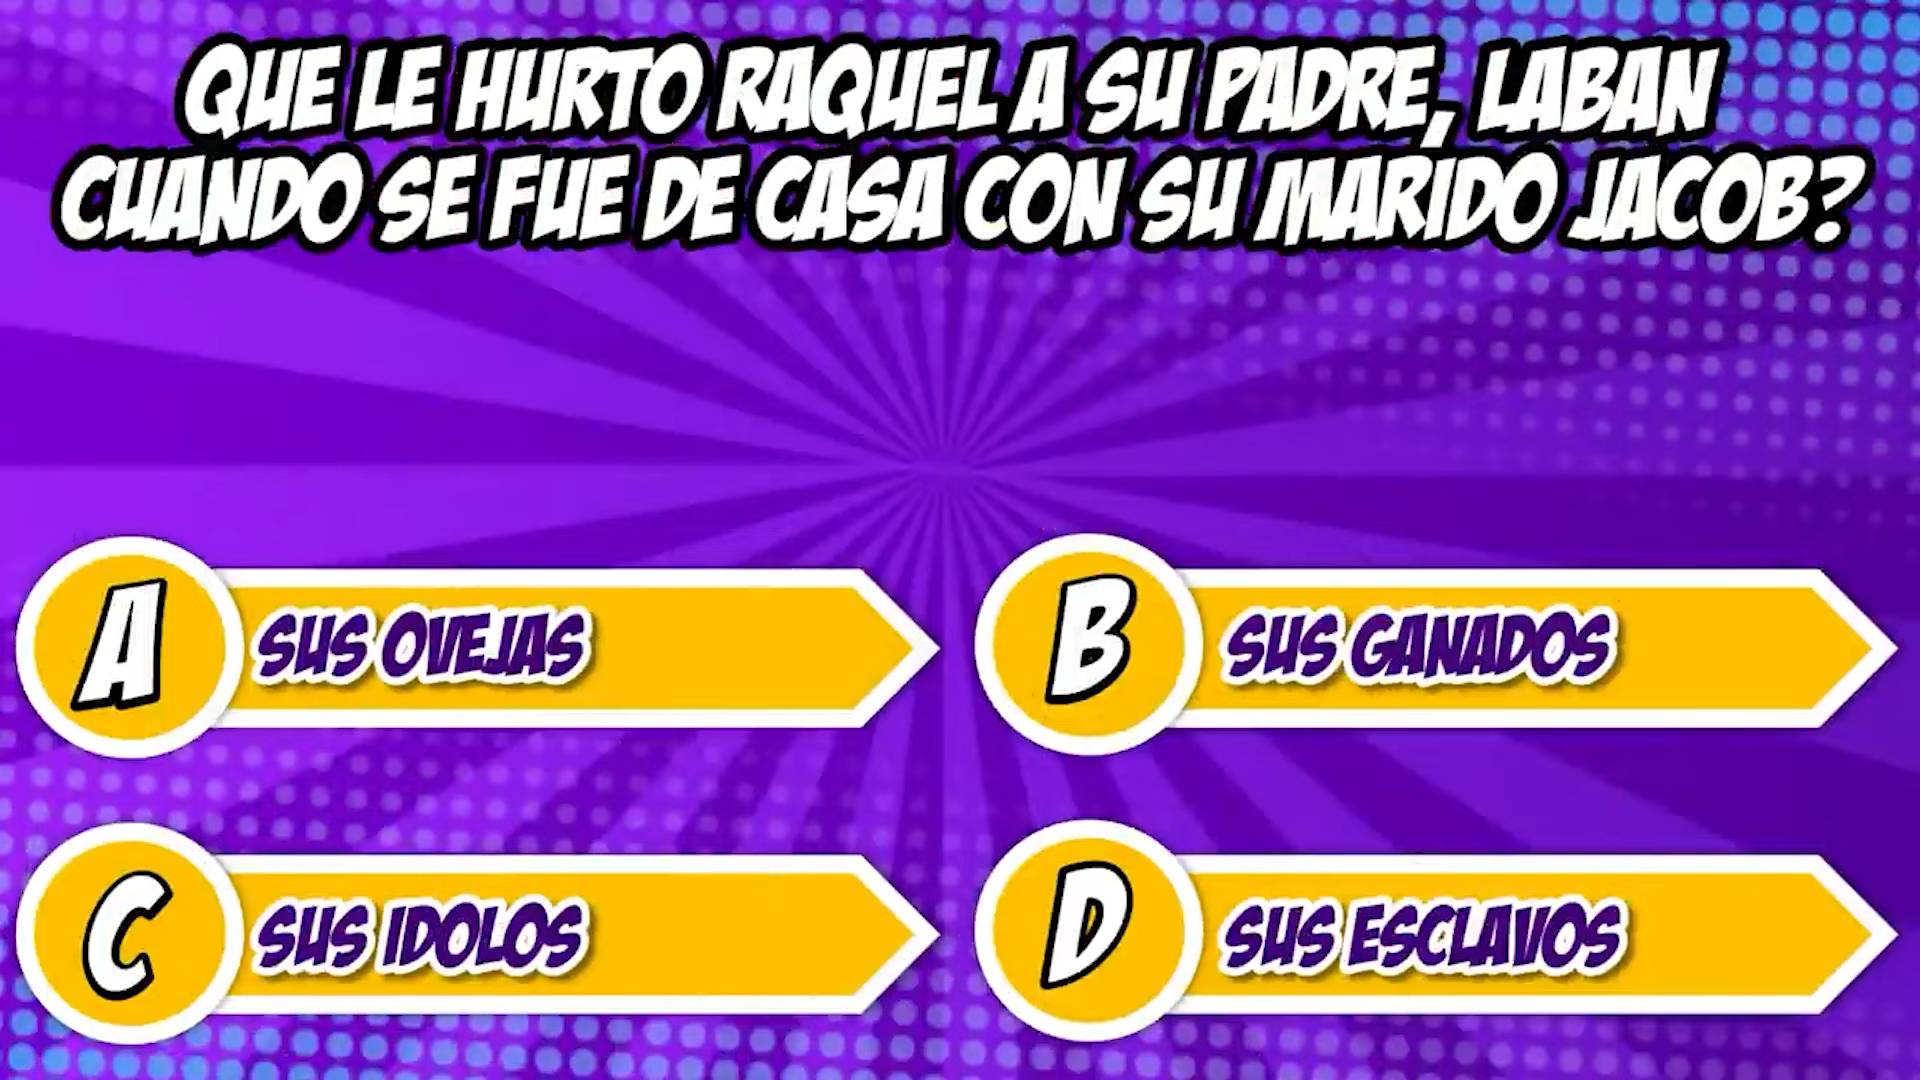 QUE LE HURTO RAQUEL A SU PADRE, LABAN
CUANDO SE FUE DE CASA CON SU MARIDO JACOB?
A SUS OVEJAS
B SUS GANADOS
C SUS IDOLOS
D SUS ESCLAVOS